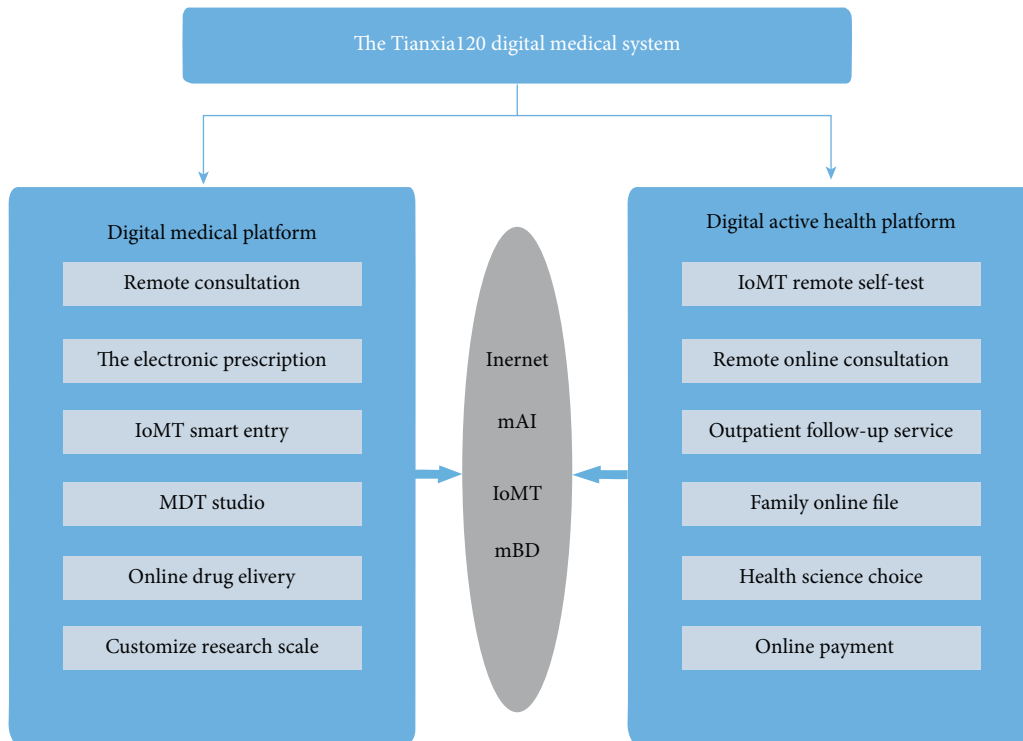 The Tianxia120 digital medical system
Digital medical platform
Remote consultation
The electronic prescription
IoMT smart entry
MDT studio
Online drug elivery
Customize research scale
Inernet
mAI
IoMT
mBD
Digital active health platform
IoMT remote self-test
Remote online consultation
Outpatient follow-up service
Family online file
Health science choice
Online payment